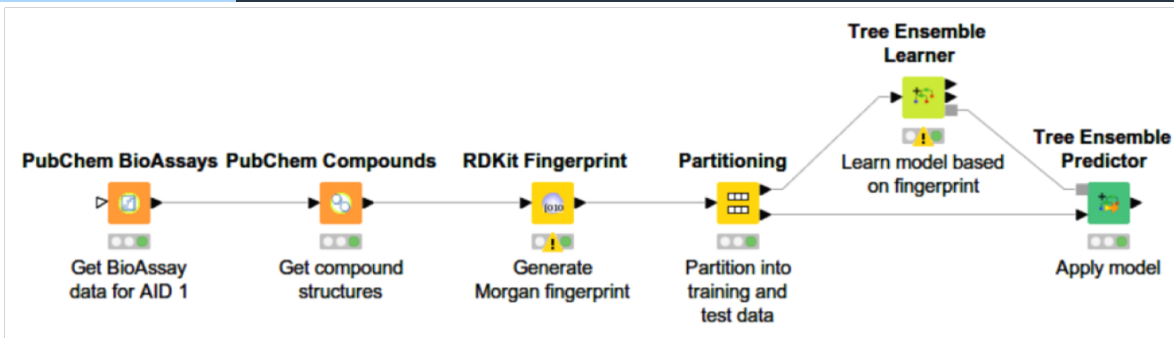 Tree Ensemble
Learner
PubChem BioAssays
PubChem Compounds
RDKit Fingerprint
Partitioning
Tree Ensemble
Predictor
Learn model based
on fingerprint
Get BioAssay
data for AID 1
Get compound
structures
Generate
Morgan fingerprint
Partition into
training and
test data
Apply model